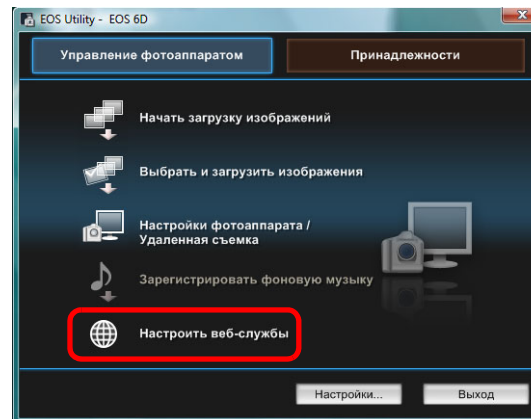 EOS Utility - EOS 6D
Управление фотоаппаратом
Принадлежности
Начать загрузку изображений
Выбрать и загрузить изображения
Настройки фотоаппарата /
Удаленная съемка
Зарегистрировать фоновую музыку
Настроить веб-службы
Настройки...
Выход